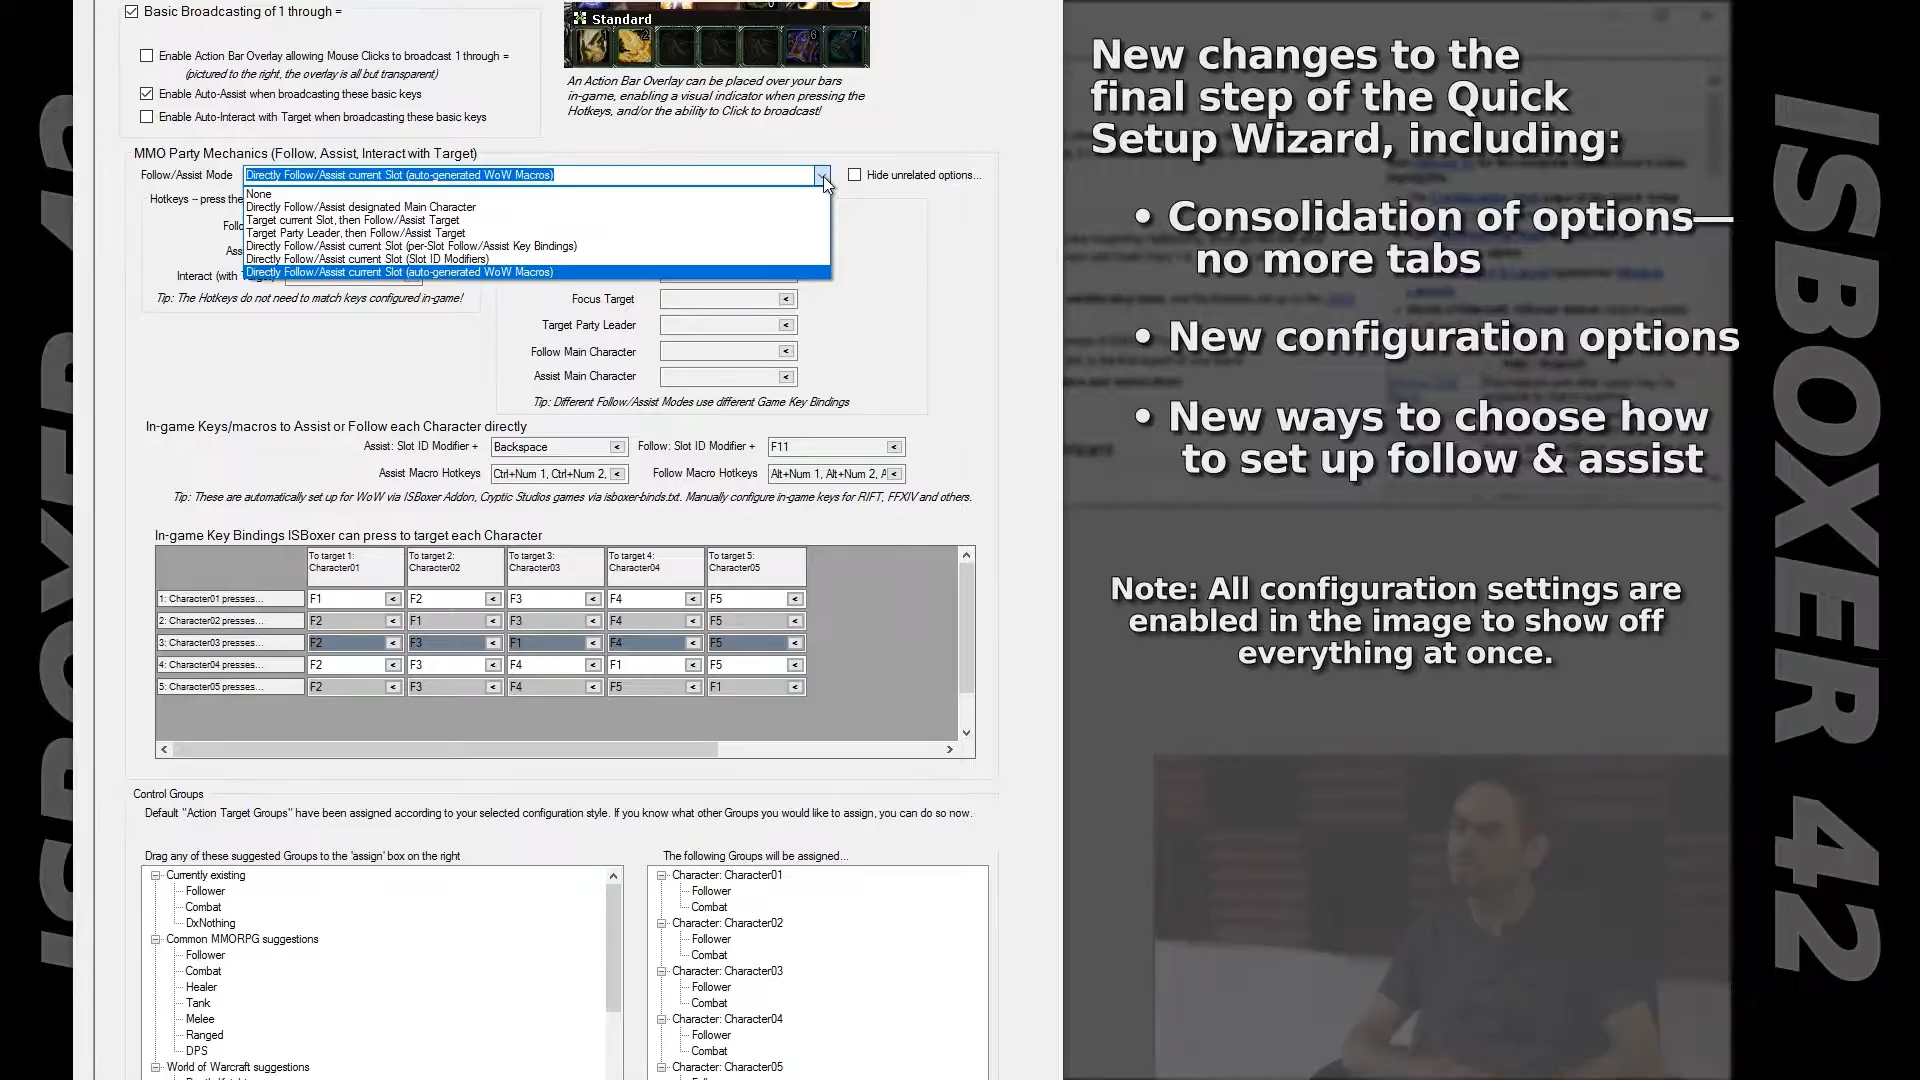 Basic Broadcasting of 1 through =
Enable Action Bar Overlay allowing Mouse Clicks to broadcast 1 through =
(pictured to the right, the overlay is all but transparent)
Enable Auto-Assist when broadcasting these basic keys
Enable Auto-Interact with Target when broadcasting these basic keys
Standard
An Action Bar Overlay can be placed over your bars
in-game, enabling a visual indicator when pressing the
Hotkeys, and/or the ability to Click to broadcast!
MMO Party Mechanics (Follow, Assist, Interact with Target)
Follow/Assist Mode
Directly Follow/Assist current Slot (auto-generated WoW Macros)
Hide unrelated options...
None
Directly Follow/Assist designated Main Character
Target current Slot, then Follow/Assist Target
Target Party Leader, then Follow/Assist Target
Directly Follow/Assist current Slot (per-Slot Follow/Assist Key Bindings)
Directly Follow/Assist current Slot (Slot ID Modifiers)
Directly Follow/Assist current Slot (auto-generated WoW Macros)
Hotkeys -- press the
Interact (with
Tip: The Hotkeys do not need to match keys configured in-game!
Focus Target
Target Party Leader
Follow Main Character
Assist Main Character
Tip: Different Follow/Assist Modes use different Game Key Bindings
In-game Keys/macros to Assist or Follow each Character directly
Assist: Slot ID Modifier + Backspace Follow: Slot ID Modifier + F11
Assist Macro Hotkeys Ctrl+Num 1, Ctrl+Num 2, Follow Macro Hotkeys Alt+Num 1, Alt+Num 2, A
Tip: These are automatically set up for WoW via ISBoxer Addon, Cryptic Studios games via isboxer-binds.txt. Manually configure in-game keys for RIFT, FFXIV and others.
In-game Key Bindings ISBoxer can press to target each Character
To target 1: To target 2: To target 3: To target 4: To target 5:
Character01 Character02 Character03 Character04 Character05
1: Character01 presses... F1 F2 F3 F4 F5
2: Character02 presses... F2 F1 F3 F4 F5
3: Character03 presses... F2 F3 F1 F4 F5
4: Character04 presses... F2 F3 F4 F1 F5
5: Character05 presses... F2 F3 F4 F5 F1
Control Groups
Default "Action Target Groups" have been assigned according to your selected configuration style. If you know what other Groups you would like to assign, you can do so now.
Drag any of these suggested Groups to the 'assign' box on the right
Currently existing
Follower
Combat
DxNothing
Common MMORPG suggestions
Follower
Combat
Healer
Tank
Melee
Ranged
DPS
World of Warcraft suggestions
The following Groups will be assigned...
Character: Character01
Follower
Combat
Character: Character02
Follower
Combat
Character: Character03
Follower
Combat
Character: Character04
Follower
Combat
Character: Character05
New changes to the
final step of the Quick
Setup Wizard, including:
• Consolidation of options—
no more tabs
• New configuration options
• New ways to choose how
to set up follow & assist
Note: All configuration settings are
enabled in the image to show off
everything at once.
ISBOXER 42